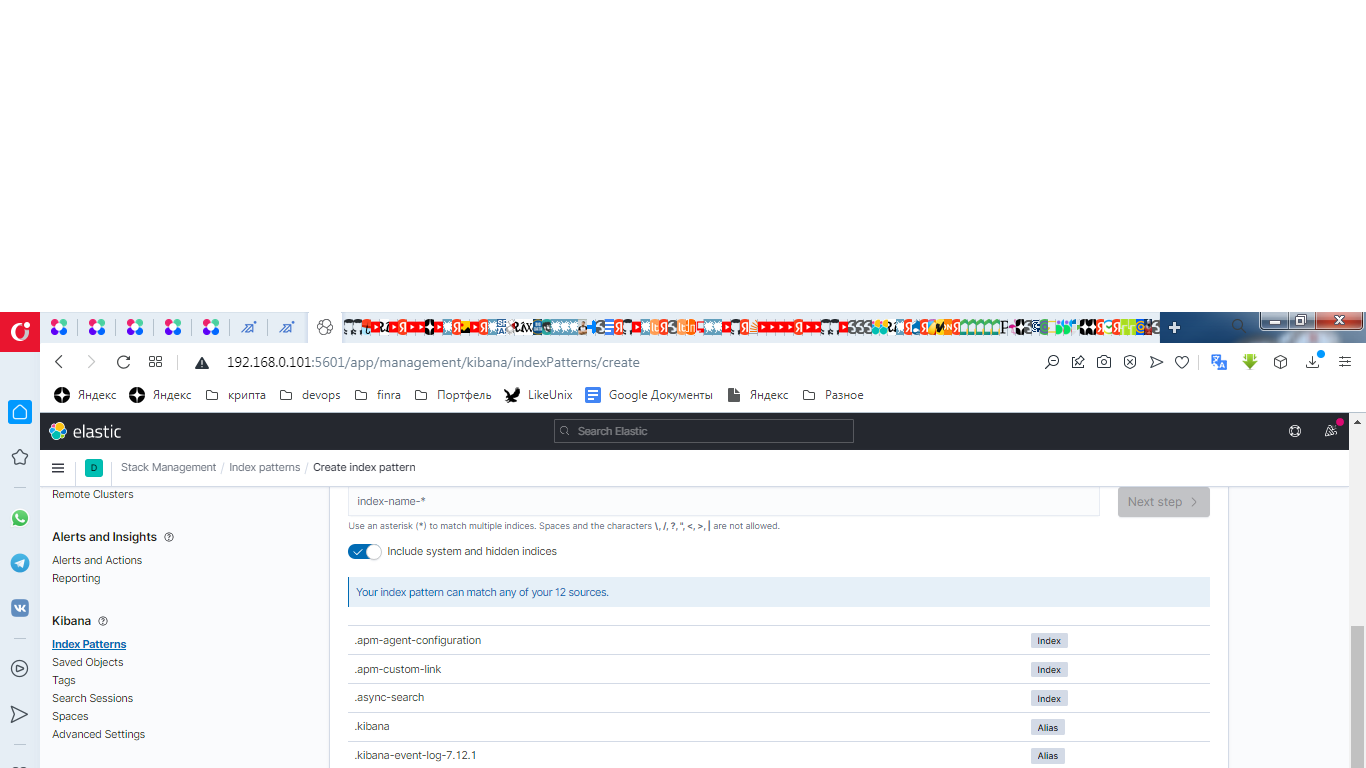 192.168.0.101:5601/app/management/kibana/indexPatterns/create
Яндекс Яндекс крипта devops finra Портфель LikeUnix Google Документы Яндекс Разное
elastic Search Elastic
D Stack Management / Index patterns / Create index pattern
Remote Clusters
Alerts and Insights
Alerts and Actions
Reporting
Kibana
Index Patterns
Saved Objects
Tags
Search Sessions
Spaces
Advanced Settings
index-name-* Next step
Use an asterisk (*) to match multiple indices. Spaces and the characters \, /, ?, ", <, >, | are not allowed.
Include system and hidden indices
Your index pattern can match any of your 12 sources.
.apm-agent-configuration Index
.apm-custom-link Index
.async-search Index
.kibana Alias
.kibana-event-log-7.12.1 Alias